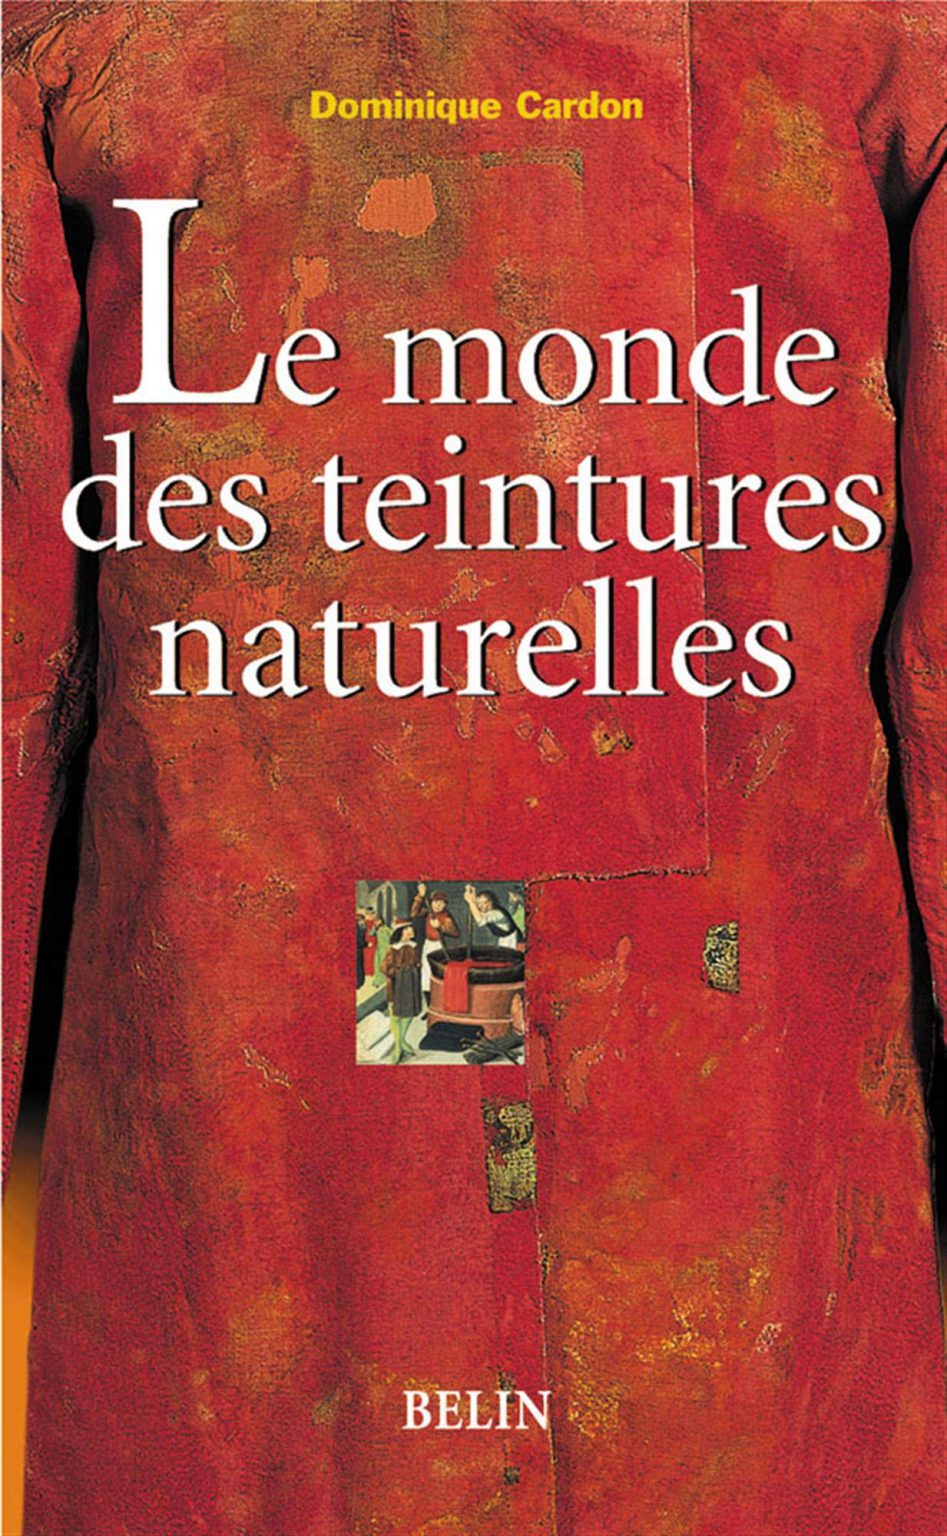 Dominique Cardon
Le monde
des teintures
naturelles
BELIN